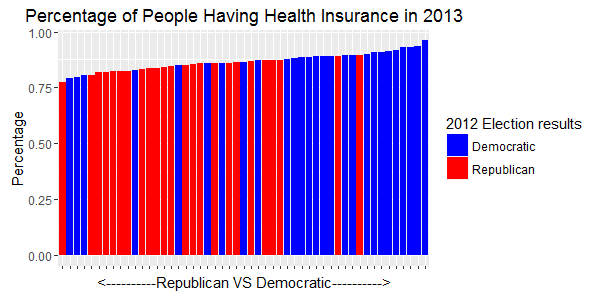 Percentage of People Having Health Insurance in 2013
1.00
0.75
0.50
0.25
0.00
Percentage
<----------Republican VS Democratic---------->
2012 Election results
Democratic
Republican